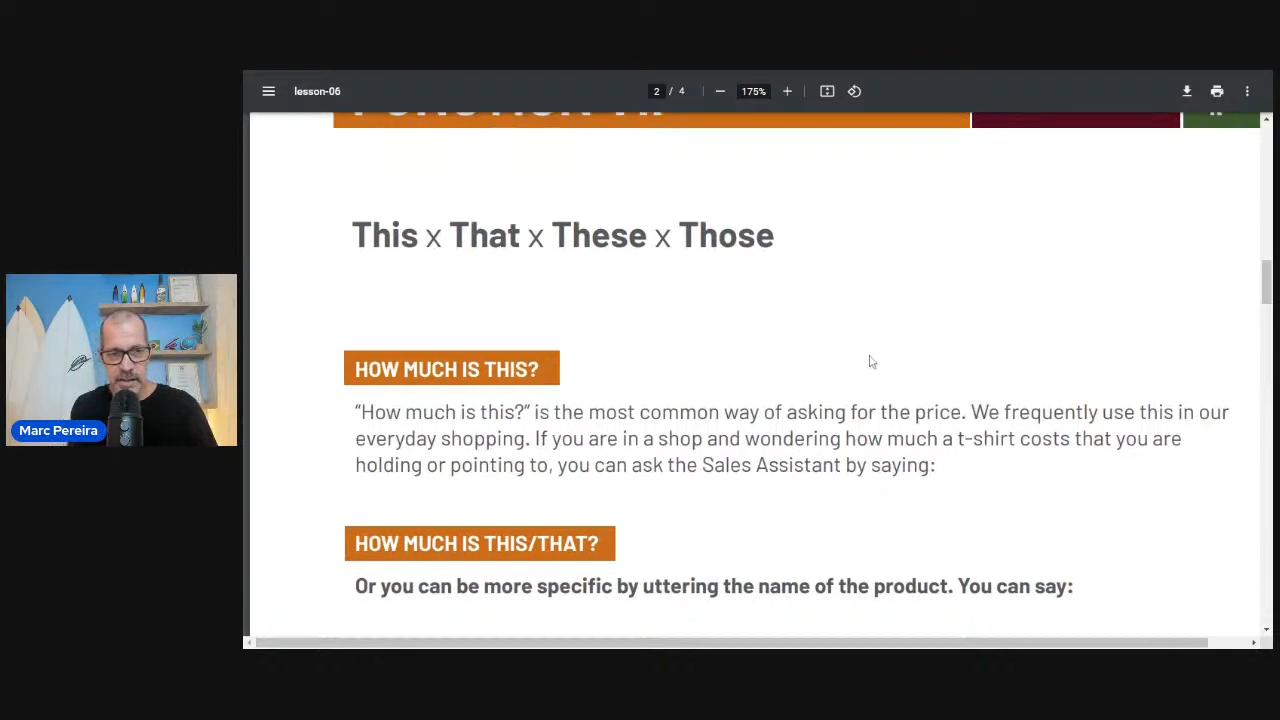 lesson-06
2 / 4
175%
This x That x These x Those
HOW MUCH IS THIS?
“How much is this?” is the most common way of asking for the price. We frequently use this in our
everyday shopping. If you are in a shop and wondering how much a t-shirt costs that you are
holding or pointing to, you can ask the Sales Assistant by saying:
HOW MUCH IS THIS/THAT?
Or you can be more specific by uttering the name of the product. You can say:
Marc Pereira